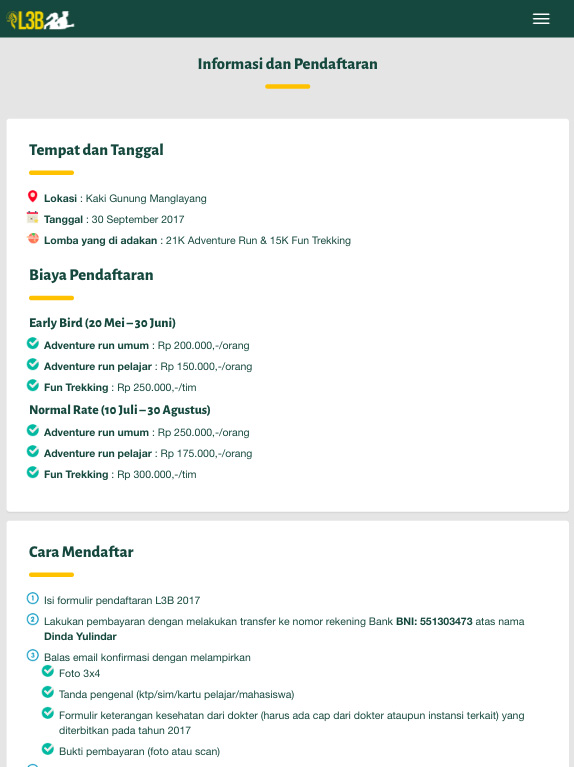 L3B
Informasi dan Pendaftaran
Tempat dan Tanggal
Lokasi : Kaki Gunung Manglayang
Tanggal : 30 September 2017
Lomba yang di adakan : 21K Adventure Run & 15K Fun Trekking
Biaya Pendaftaran
Early Bird (20 Mei – 30 Juni)
Adventure run umum : Rp 200.000,-/orang
Adventure run pelajar : Rp 150.000,-/orang
Fun Trekking : Rp 250.000,-/tim
Normal Rate (10 Juli – 30 Agustus)
Adventure run umum : Rp 250.000,-/orang
Adventure run pelajar : Rp 175.000,-/orang
Fun Trekking : Rp 300.000,-/tim
Cara Mendaftar
1 Isi formulir pendaftaran L3B 2017
2 Lakukan pembayaran dengan melakukan transfer ke nomor rekening Bank BNI: 551303473 atas nama
Dinda Yulindar
3 Balas email konfirmasi dengan melampirkan
Foto 3x4
Tanda pengenal (ktp/sim/kartu pelajar/mahasiswa)
Formulir keterangan kesehatan dari dokter (harus ada cap dari dokter ataupun instansi terkait) yang
diterbitkan pada tahun 2017
Bukti pembayaran (foto atau scan)